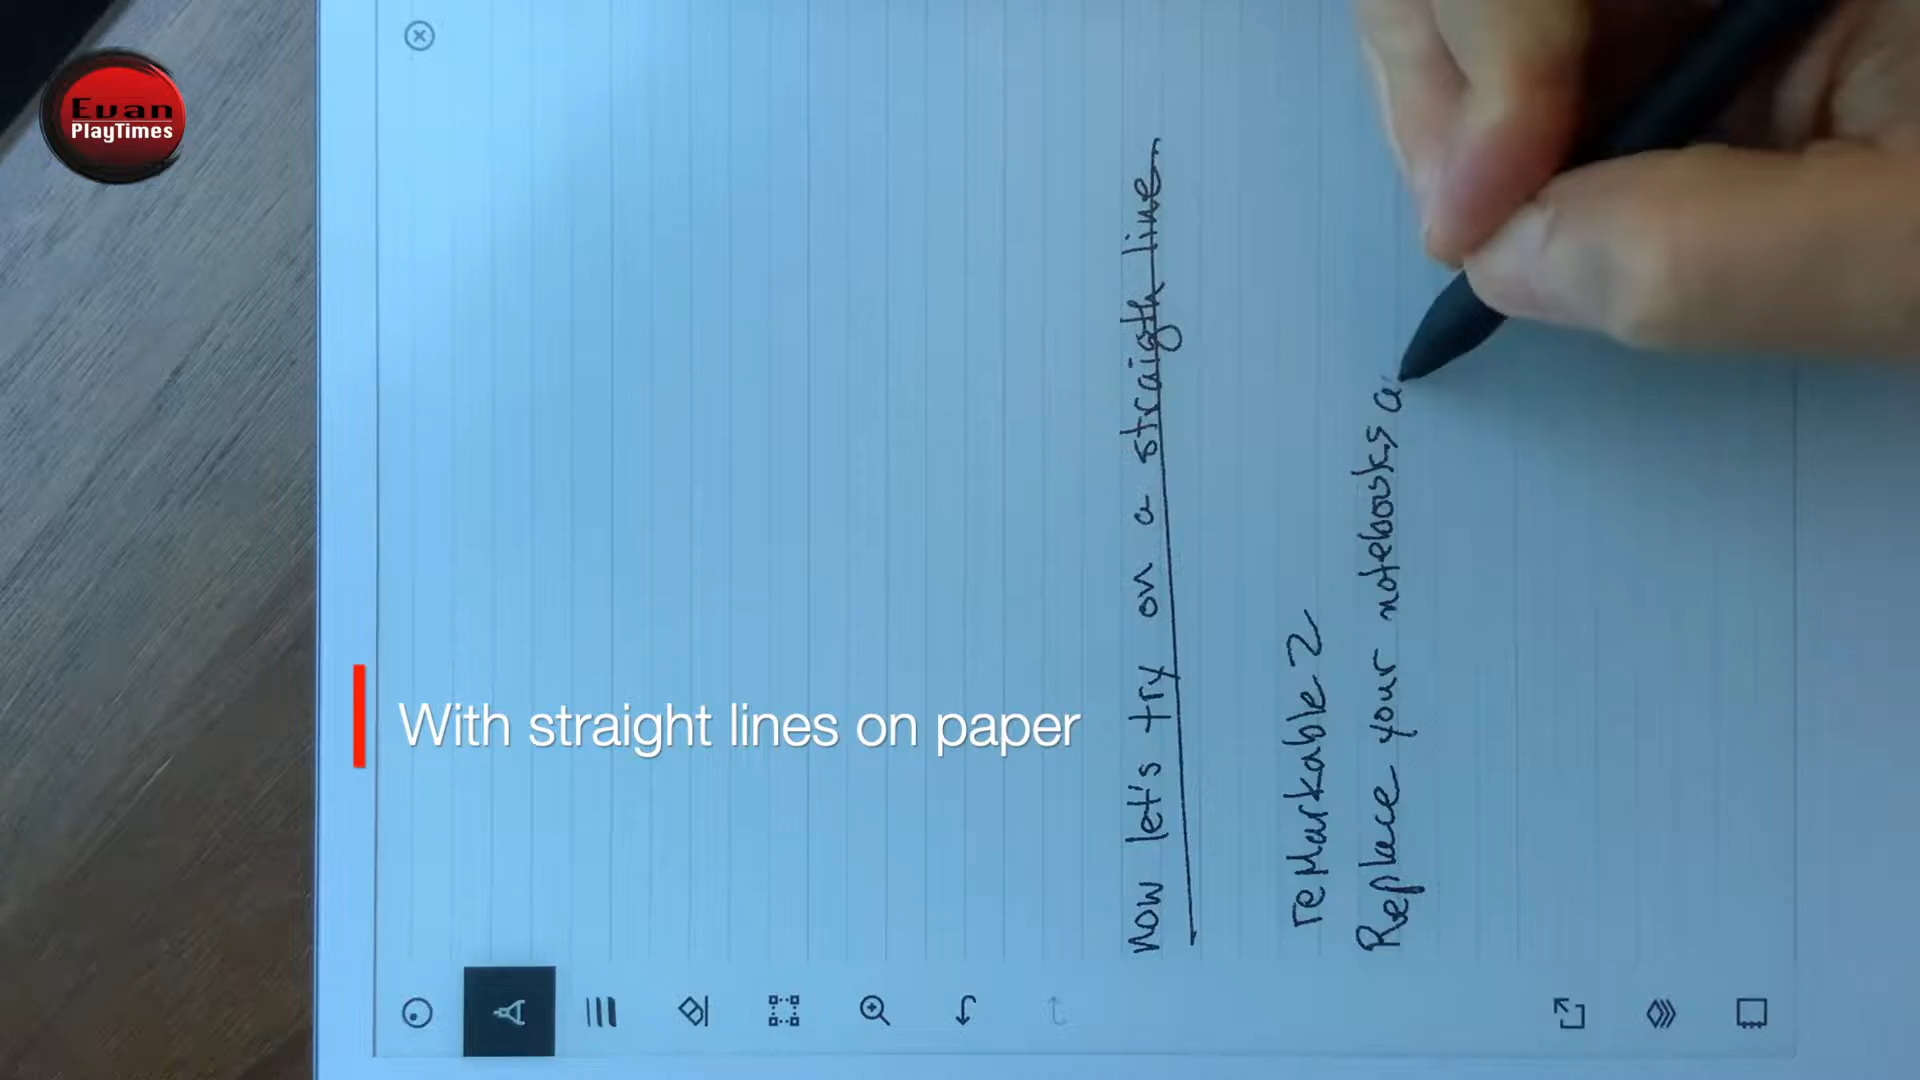 Evan
PlayTimes
now let's try on a straigth line
reMarkable 2
Replace your notebooks a
With straight lines on paper